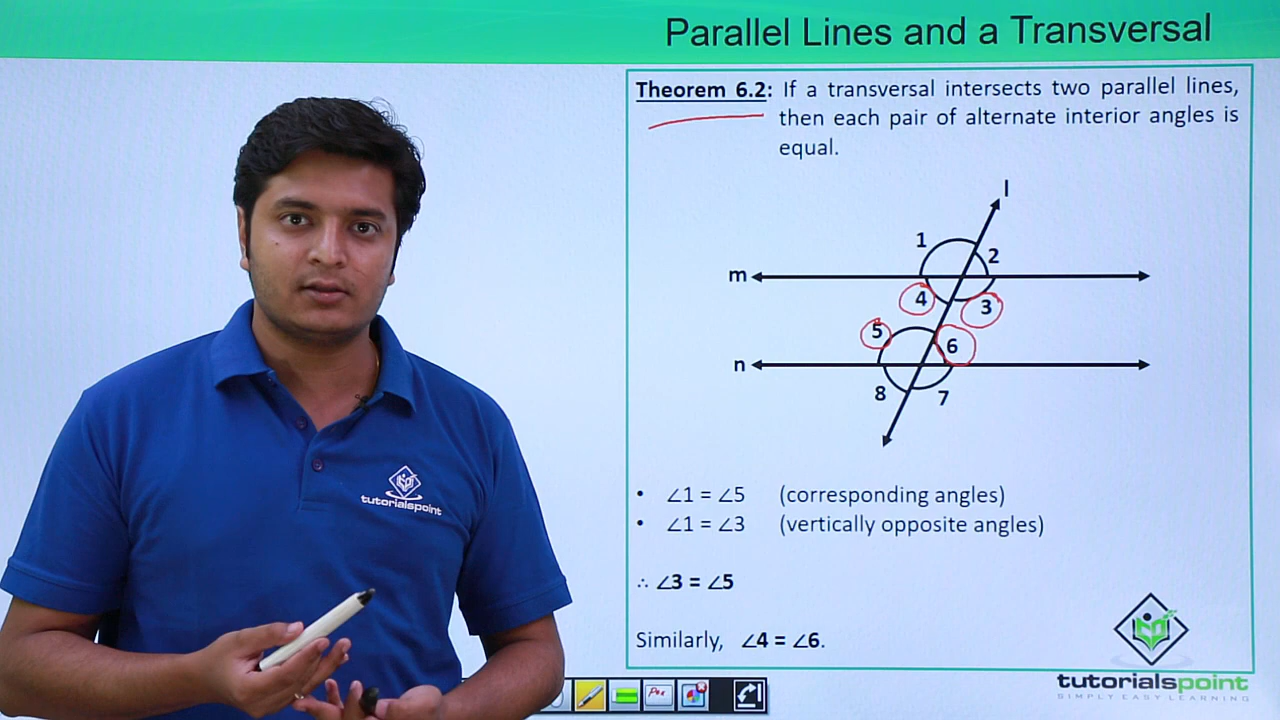 Parallel Lines and a Transversal
Theorem 6.2: If a transversal intersects two parallel lines,
then each pair of alternate interior angles is
equal.
l
1
2
m
4
3
5
6
n
8
7
• ∠1 = ∠5 (corresponding angles)
• ∠1 = ∠3 (vertically opposite angles)
∴ ∠3 = ∠5
Similarly, ∠4 = ∠6.
tutorialspoint
tutorialspoint
SIMPLY EASY LEARNING
Pen